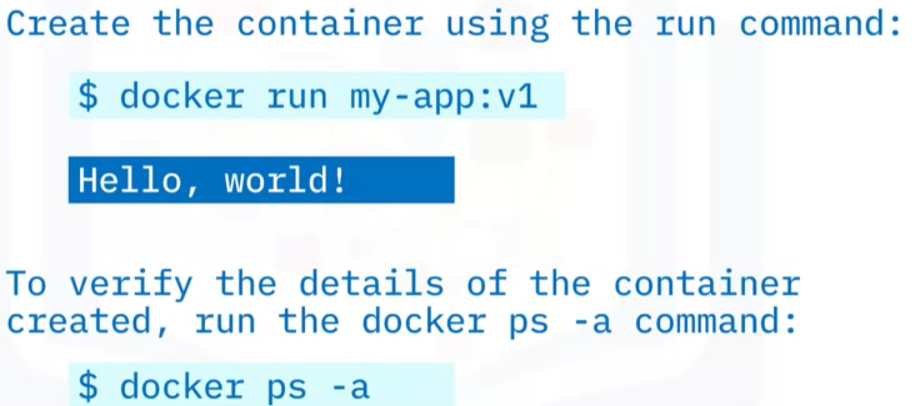 Create the container using the run command:
$ docker run my-app:v1
Hello, world!
To verify the details of the container
created, run the docker ps -a command:
$ docker ps -a